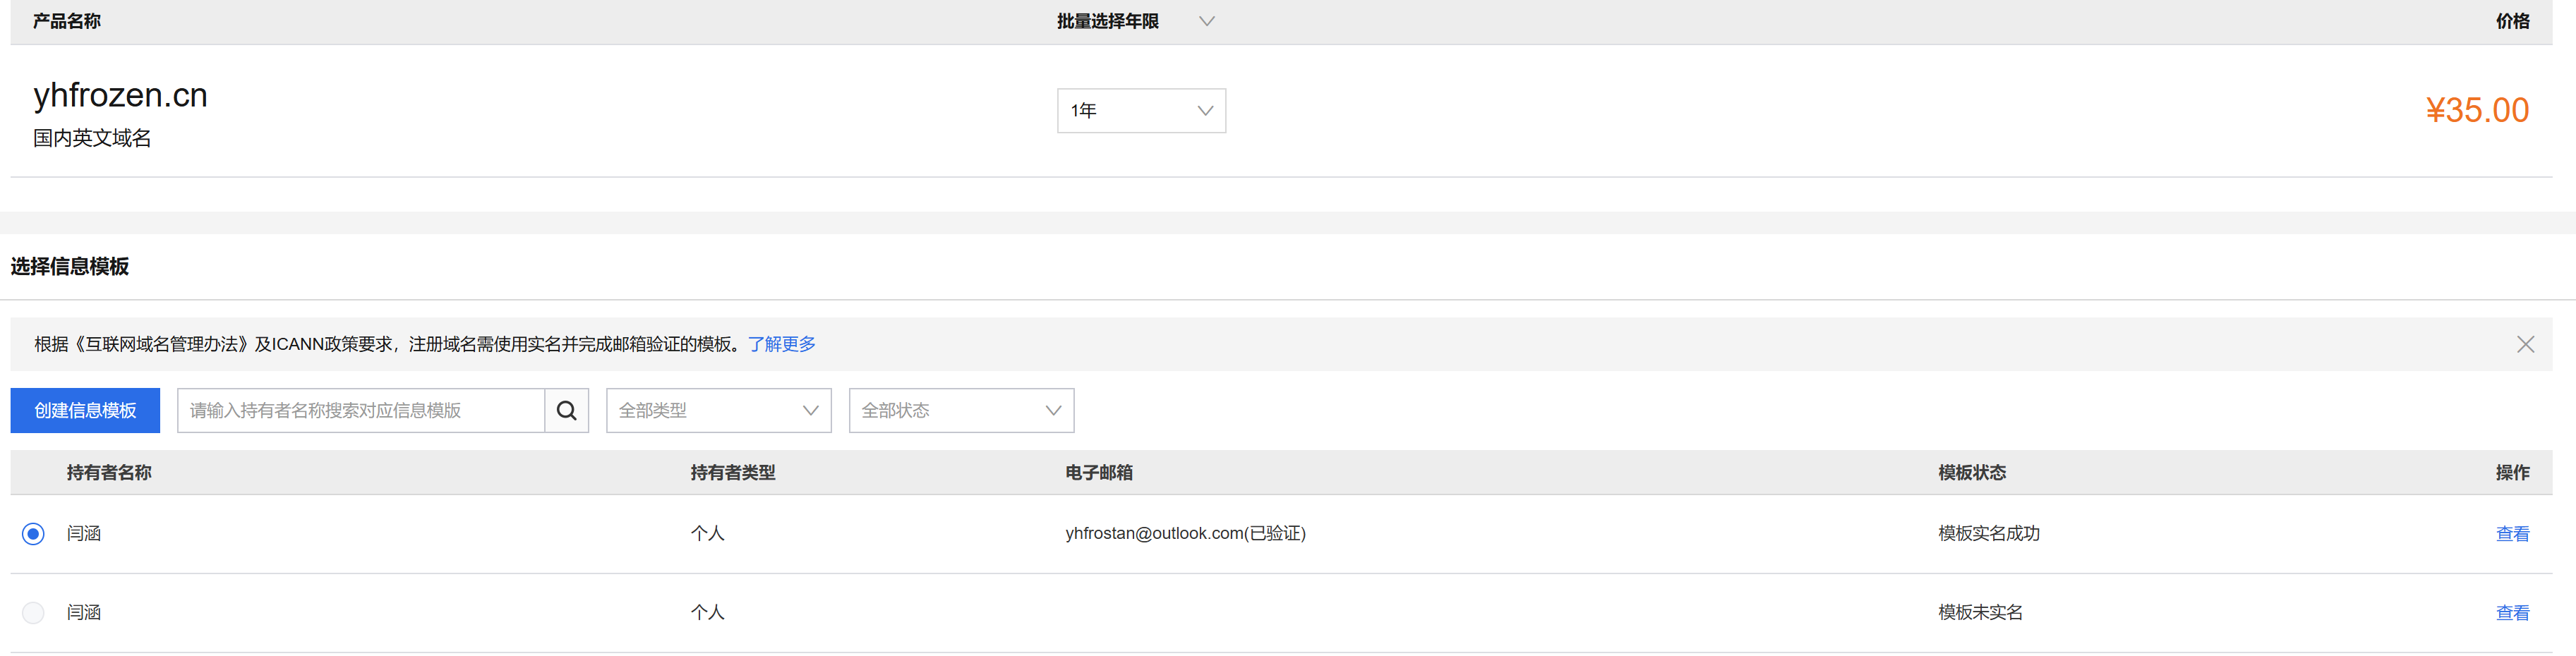 产品名称 批量选择年限 价格
yhfrozen.cn
国内英文域名
1年
¥35.00
选择信息模板
根据《互联网域名管理办法》及ICANN政策要求，注册域名需使用实名并完成邮箱验证的模板。了解更多
创建信息模板 请输入持有者名称搜索对应信息模版 全部类型 全部状态
持有者名称 持有者类型 电子邮箱 模板状态 操作
闫涵 个人 yhfrostan@outlook.com(已验证) 模板实名成功 查看
闫涵 个人 模板未实名 查看